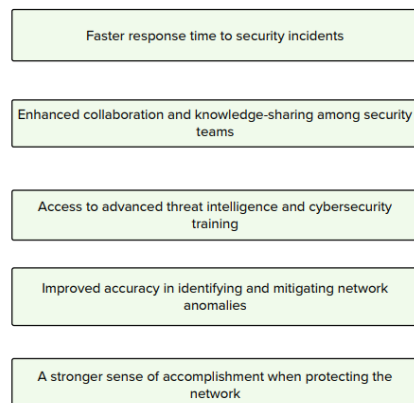 Faster response time to security incidents
Enhanced collaboration and knowledge-sharing among security
teams
Access to advanced threat intelligence and cybersecurity
training
Improved accuracy in identifying and mitigating network
anomalies
A stronger sense of accomplishment when protecting the
network